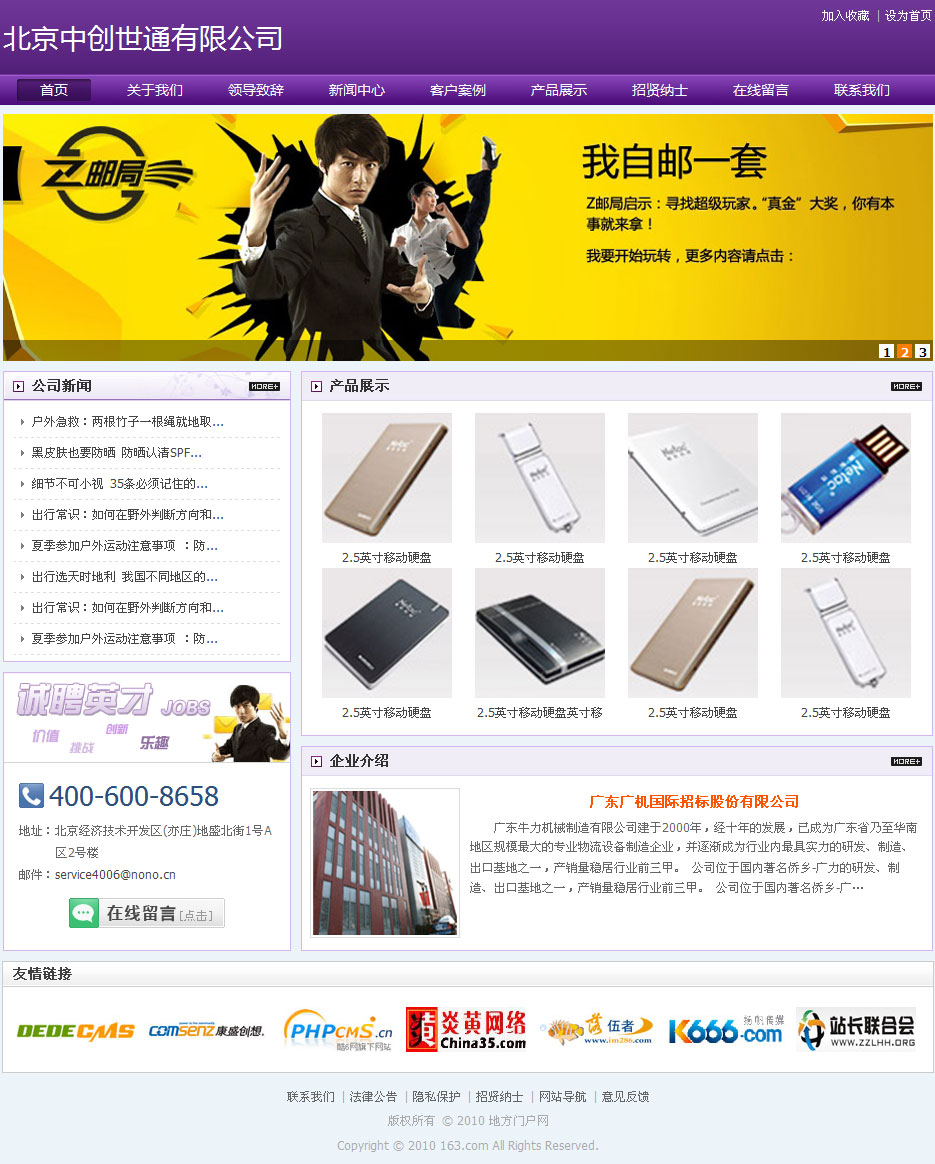 加入收藏 | 设为首页
北京中创世通有限公司
首页 关于我们 领导致辞 新闻中心 客户案例 产品展示 招贤纳士 在线留言 联系我们
Z邮局
我自邮一套
Z邮局启示：寻找超级玩家。“真金”大奖，你有本
事就来拿！
我要开始玩转，更多内容请点击：
1 2 3
公司新闻 MORE+
户外急救：两根竹子一根绳就地取...
黑皮肤也要防晒 防晒认清SPF...
细节不可小视 35条必须记住的...
出行常识：如何在野外判断方向和...
夏季参加户外运动注意事项 ：防...
出行选天时地利 我国不同地区的...
出行常识：如何在野外判断方向和...
夏季参加户外运动注意事项 ：防...
诚聘英才 JOBS
价值 挑战 创新 乐趣
400-600-8658
地址：北京经济技术开发区(亦庄)地盛北街1号A
区2号楼
邮件：service4006@nono.cn
在线留言 [点击]
产品展示 MORE+
Netac Netac Netac Netac
2.5英寸移动硬盘 2.5英寸移动硬盘 2.5英寸移动硬盘 2.5英寸移动硬盘
Netac Netac Netac
2.5英寸移动硬盘 2.5英寸移动硬盘英寸移 2.5英寸移动硬盘 2.5英寸移动硬盘
企业介绍 MORE+
广东广机国际招标股份有限公司
广东牛力机械制造有限公司建于2000年，经十年的发展，已成为广东省乃至华南
地区规模最大的专业物流设备制造企业，并逐渐成为行业内最具实力的研发、制造、
出口基地之一，产销量稳居行业前三甲。 公司位于国内著名侨乡-广力的研发、制
造、出口基地之一，产销量稳居行业前三甲。 公司位于国内著名侨乡-广…
友情链接
DEDECMS COMSENZ 康盛创想. PHPCMS.cn 酷6网旗下网站 炎黄网络 China35.com 落伍者 www.im286.com K666.com 扬帆传媒 站长联合会 WWW.ZZLHH.ORG
联系我们 | 法律公告 | 隐私保护 | 招贤纳士 | 网站导航 | 意见反馈
版权所有 © 2010 地方门户网
Copyright © 2010 163.com All Rights Reserved.